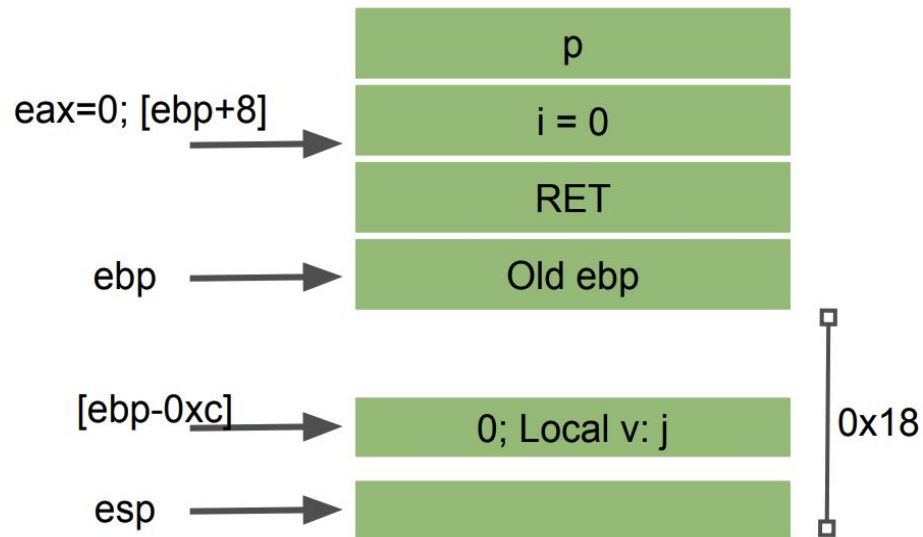 p
eax=0; [ebp+8]
i = 0
RET
ebp
Old ebp
[ebp-0xc]
0; Local v: j
0x18
esp